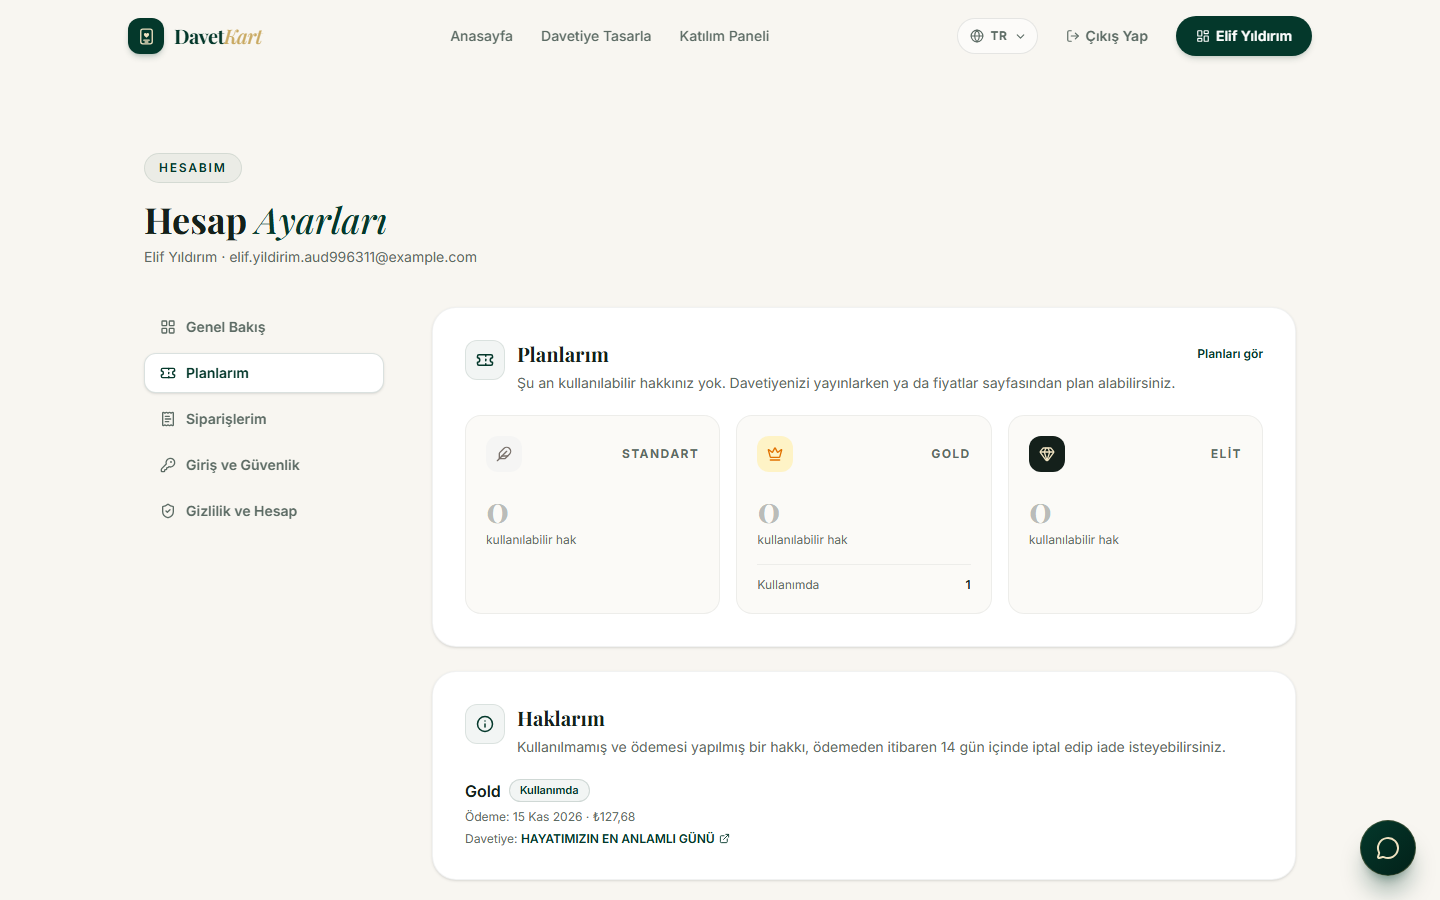 DavetKart
Anasayfa
Davetiye Tasarla
Katılım Paneli
TR
Çıkış Yap
Elif Yıldırım
HESABIM
Hesap Ayarları
Elif Yıldırım · elif.yildirim.aud996311@example.com
Genel Bakış
Planlarım
Siparişlerim
Giriş ve Güvenlik
Gizlilik ve Hesap
Planlarım
Planları gör
Şu an kullanılabilir hakkınız yok. Davetiyenizi yayınlarken ya da fiyatlar sayfasından plan alabilirsiniz.
STANDART
0
kullanılabilir hak
GOLD
0
kullanılabilir hak
Kullanımda 1
ELİT
0
kullanılabilir hak
Haklarım
Kullanılmamış ve ödemesi yapılmış bir hakkı, ödemeden itibaren 14 gün içinde iptal edip iade isteyebilirsiniz.
Gold Kullanımda
Ödeme: 15 Kas 2026 · ₺127,68
Davetiye: HAYATIMIZIN EN ANLAMLI GÜNÜ